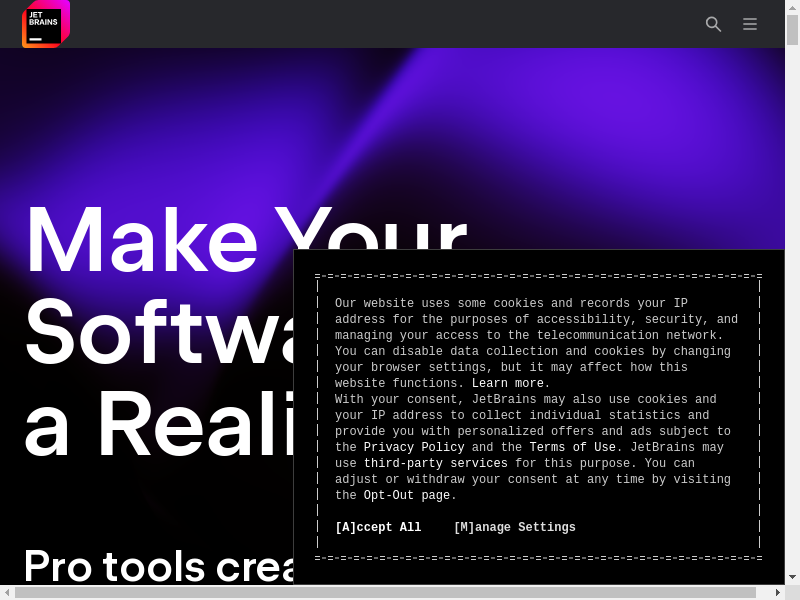 JET
BRAINS
Make Your
Softwa
a Reali
Pro tools crea
Our website uses some cookies and records your IP
address for the purposes of accessibility, security, and
managing your access to the telecommunication network.
You can disable data collection and cookies by changing
your browser settings, but it may affect how this
website functions. Learn more.
With your consent, JetBrains may also use cookies and
your IP address to collect individual statistics and
provide you with personalized offers and ads subject to
the Privacy Policy and the Terms of Use. JetBrains may
use third-party services for this purpose. You can
adjust or withdraw your consent at any time by visiting
the Opt-Out page.
[A]ccept All [M]anage Settings